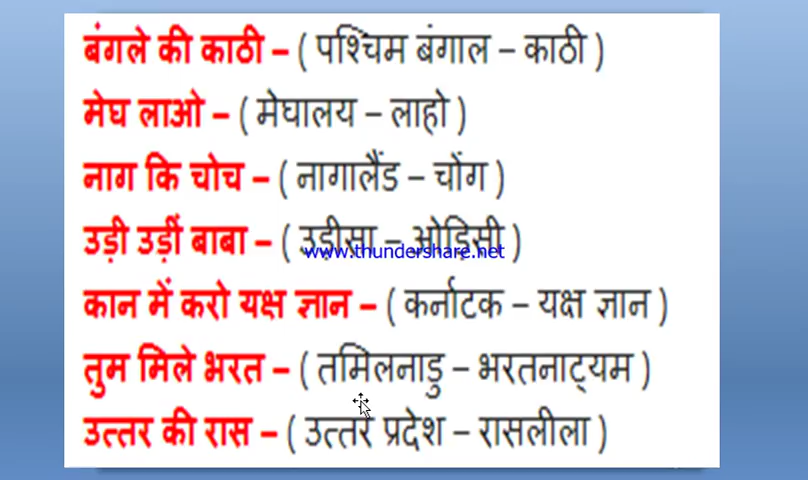 बंगले की काठी – ( पश्चिम बंगाल – काठी )
मेघ लाओ – ( मेघालय – लाहो )
नाग कि चोच – ( नागालैंड – चोंग )
उड़ी उड़ीं बाबा – ( उड़ीसा – ओडिसी )
www.thundershare.net
कान में करो यक्ष ज्ञान – ( कर्नाटक – यक्ष ज्ञान )
तुम मिले भरत – ( तमिलनाडु – भरतनाट्यम )
उत्तर की रास – ( उत्तर प्रदेश – रासलीला )